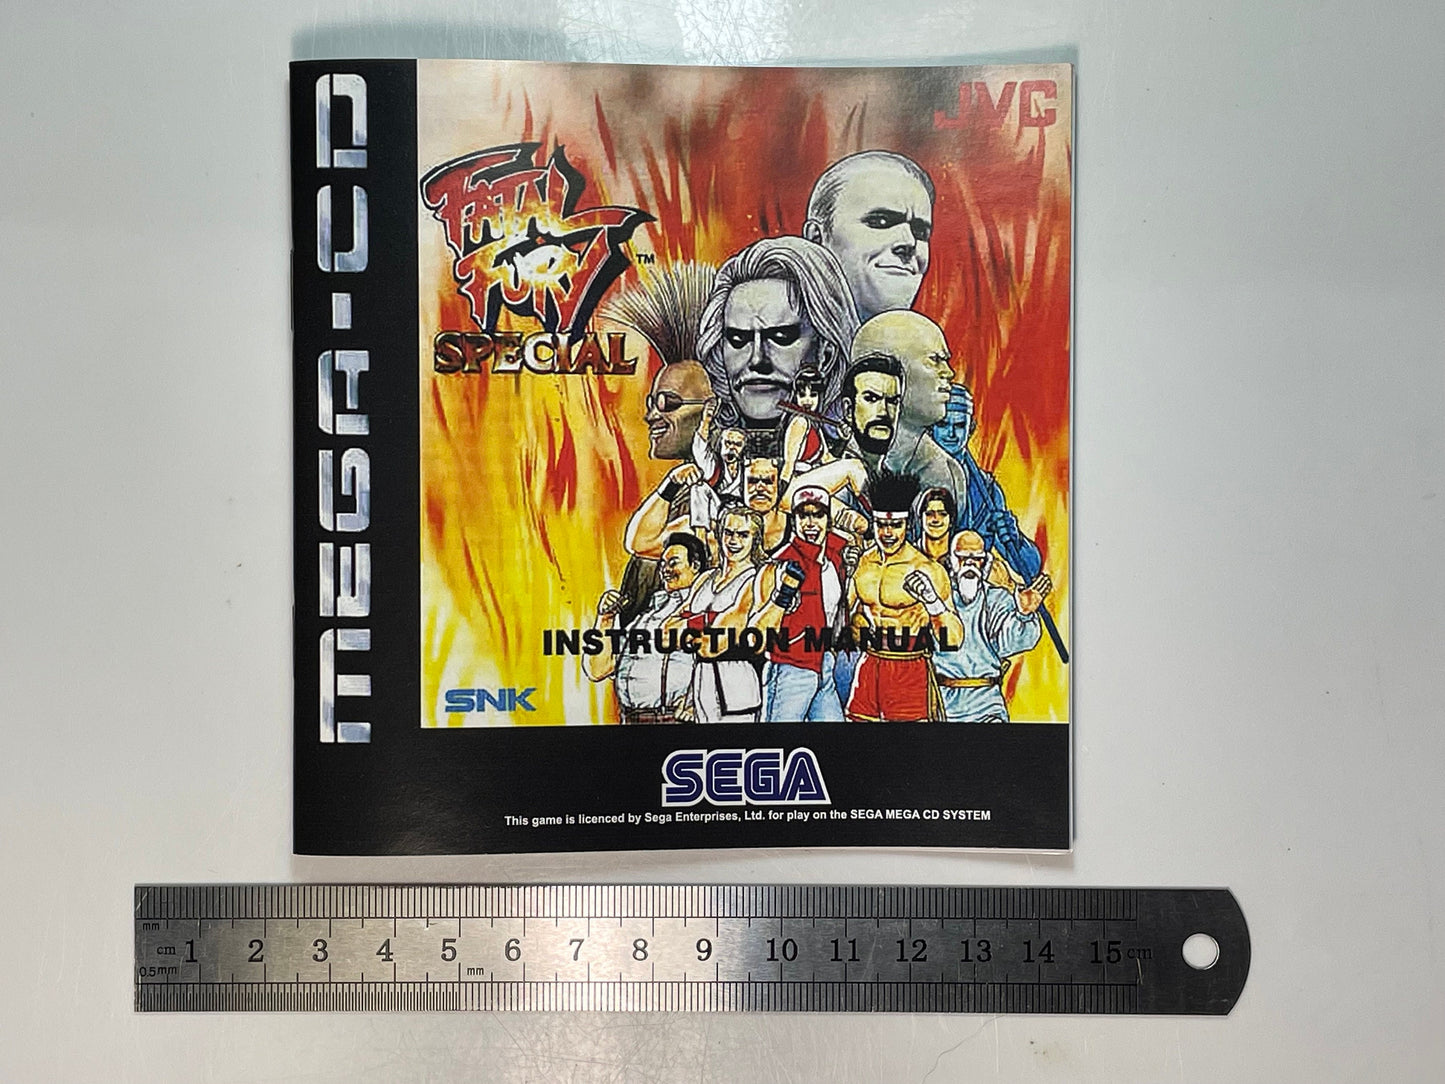 MEGA-CD
JVC
FATAL
FURY
TM
SPECIAL
INSTRUCTION MANUAL
SNK
SEGA
This game is licenced by Sega Enterprises, Ltd. for play on the SEGA MEGA CD SYSTEM
mm
cm 1 2 3 4 5 6 7 8 9 10 11 12 13 14 15 cm
0.5mm mm